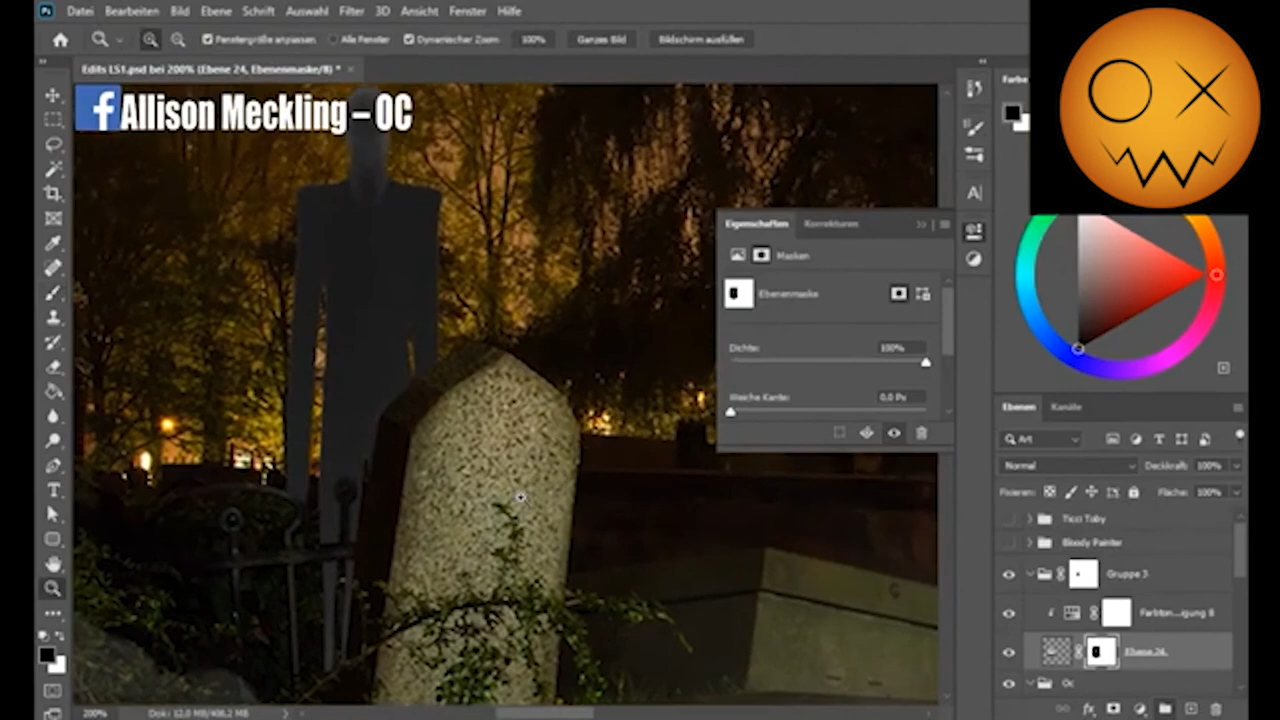 Datei Bearbeiten Bild Ebene Schrift Auswahl Filter 3D Ansicht Fenster Hilfe
Fenstergröße anpassen Alle Fenster Dynamischer Zoom 100% Ganzes Bild Bildschirm ausfüllen
Edits LS1.psd bei 200% (Ebene 24, Ebenenmaske/8) *
Allison Meckling – OC
Farbe
Eigenschaften Korrekturen
Masken
Ebenenmaske
Dichte: 100%
Weiche Kante: 0,0 Px
Ebenen Kanäle
Art
Normal Deckkraft: 100%
Fixieren: Fläche: 100%
Ticci Toby
Bloody Painter
Gruppe 3
Farbton...igung 8
Ebene 24
Oc
200% Dok: 12,0 MB/408,2 MB